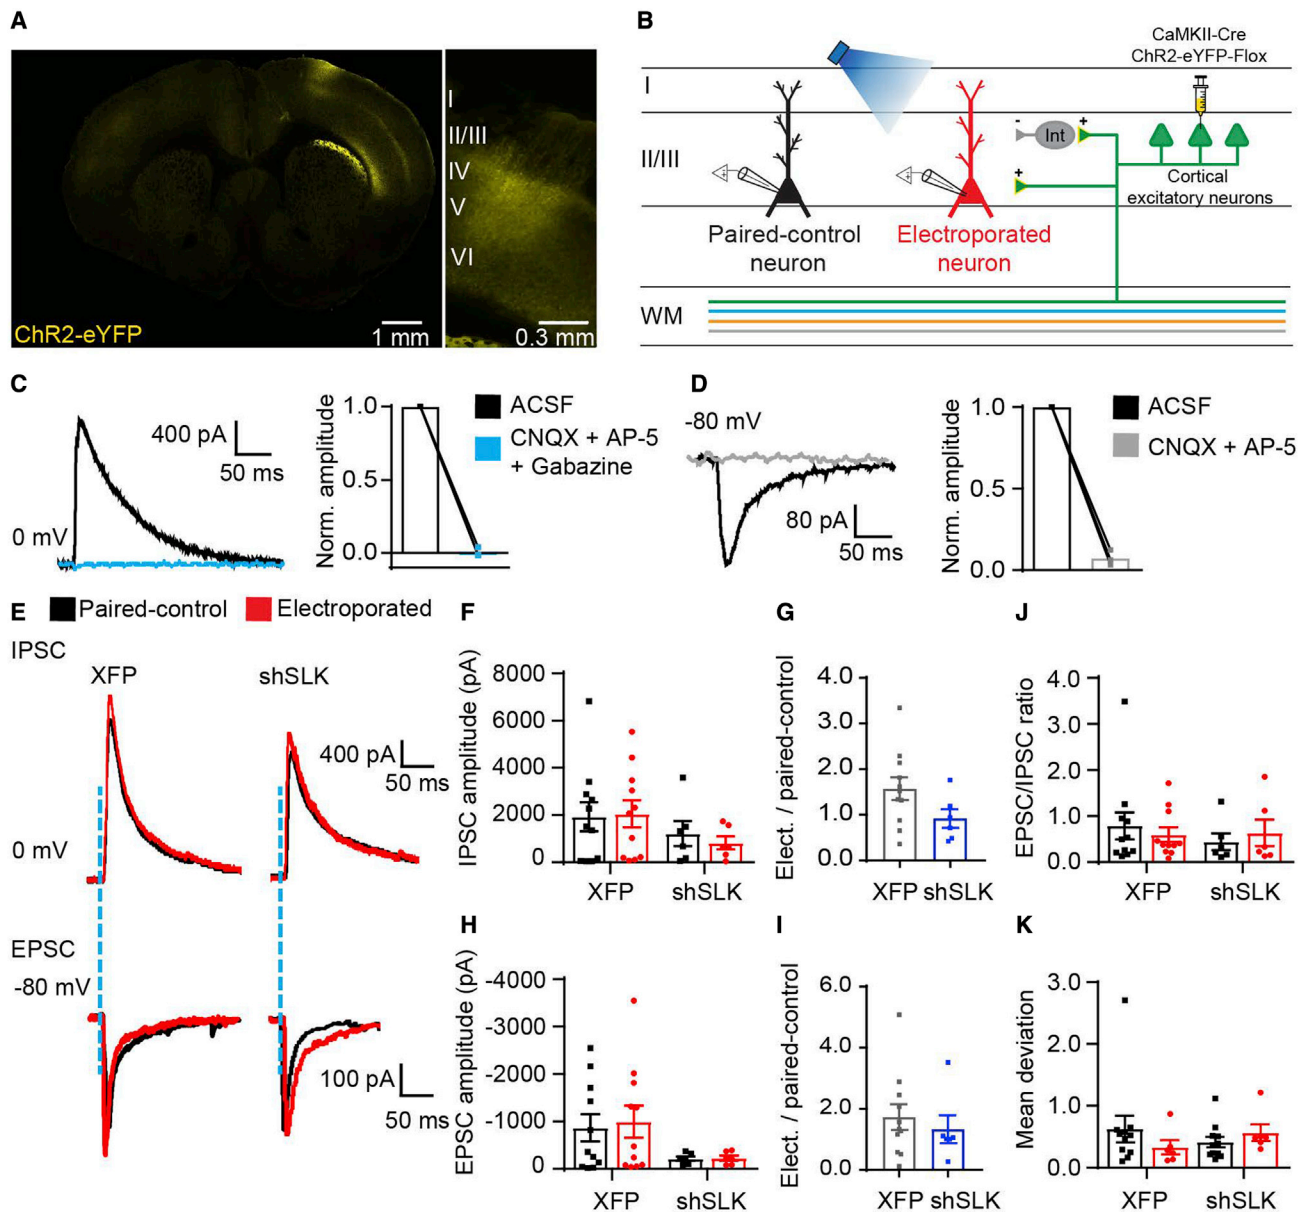 A
I
II/III
IV
V
VI
ChR2-eYFP
1 mm
0.3 mm
B
CaMKII-Cre
ChR2-eYFP-Flox
I
II/III
- Int +
+
Cortical
excitatory neurons
Paired-control
neuron
Electroporated
neuron
WM
C
400 pA
50 ms
0 mV
Norm. amplitude
1.0
0.5
0.0
ACSF
CNQX + AP-5
+ Gabazine
D
-80 mV
80 pA
50 ms
Norm. amplitude
1.0
0.5
0.0
ACSF
CNQX + AP-5
E
Paired-control
Electroporated
IPSC
XFP
shSLK
400 pA
50 ms
0 mV
EPSC
-80 mV
100 pA
50 ms
F
IPSC amplitude (pA)
8000
6000
4000
2000
0
XFP shSLK
G
Elect. / paired-control
4.0
3.0
2.0
1.0
0.0
XFP shSLK
J
EPSC/IPSC ratio
4.0
3.0
2.0
1.0
0.0
XFP shSLK
H
EPSC amplitude (pA)
-4000
-3000
-2000
-1000
0
XFP shSLK
I
Elect. / paired-control
6.0
4.0
2.0
0.0
XFP shSLK
K
Mean deviation
3.0
2.0
1.0
0.0
XFP shSLK